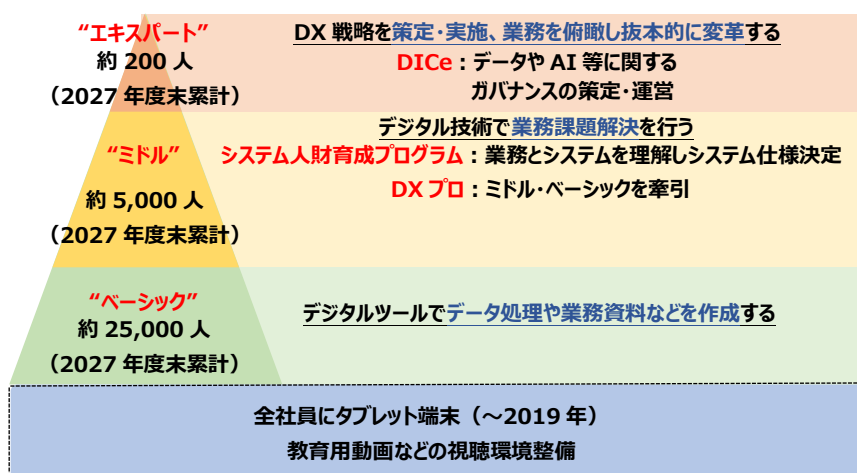 “エキスパート”
約 200 人
（2027 年度末累計）
DX 戦略を策定・実施、業務を俯瞰し抜本的に変革する
DICe：データや AI 等に関する
ガバナンスの策定・運営
“ミドル”
約 5,000 人
（2027 年度末累計）
デジタル技術で業務課題解決を行う
システム人財育成プログラム：業務とシステムを理解しシステム仕様決定
DX プロ：ミドル・ベーシックを牽引
“ベーシック”
約 25,000 人
（2027 年度末累計）
デジタルツールでデータ処理や業務資料などを作成する
全社員にタブレット端末（～2019 年）
教育用動画などの視聴環境整備